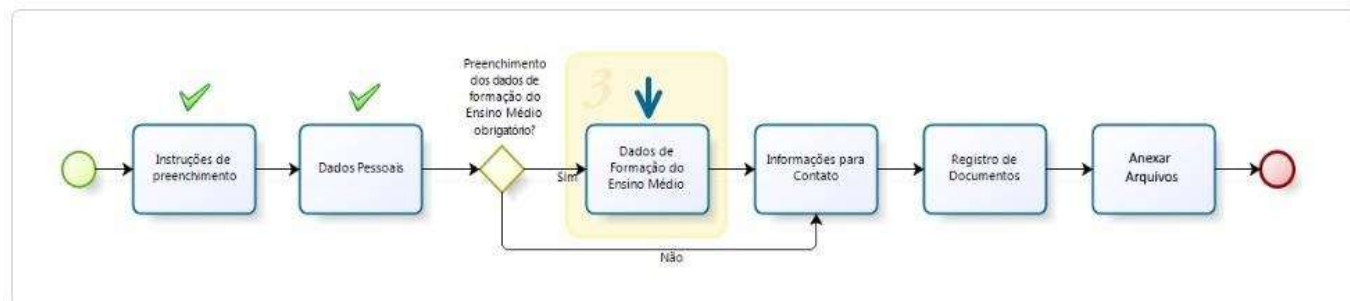 Instruções de
preenchimento
Dados Pessoais
Preenchimento
dos dados de
formação do
Ensino Médio
obrigatório?
Sim
Não
3
Dados de
Formação do
Ensino Médio
Informações para
Contato
Registro de
Documentos
Anexar
Arquivos